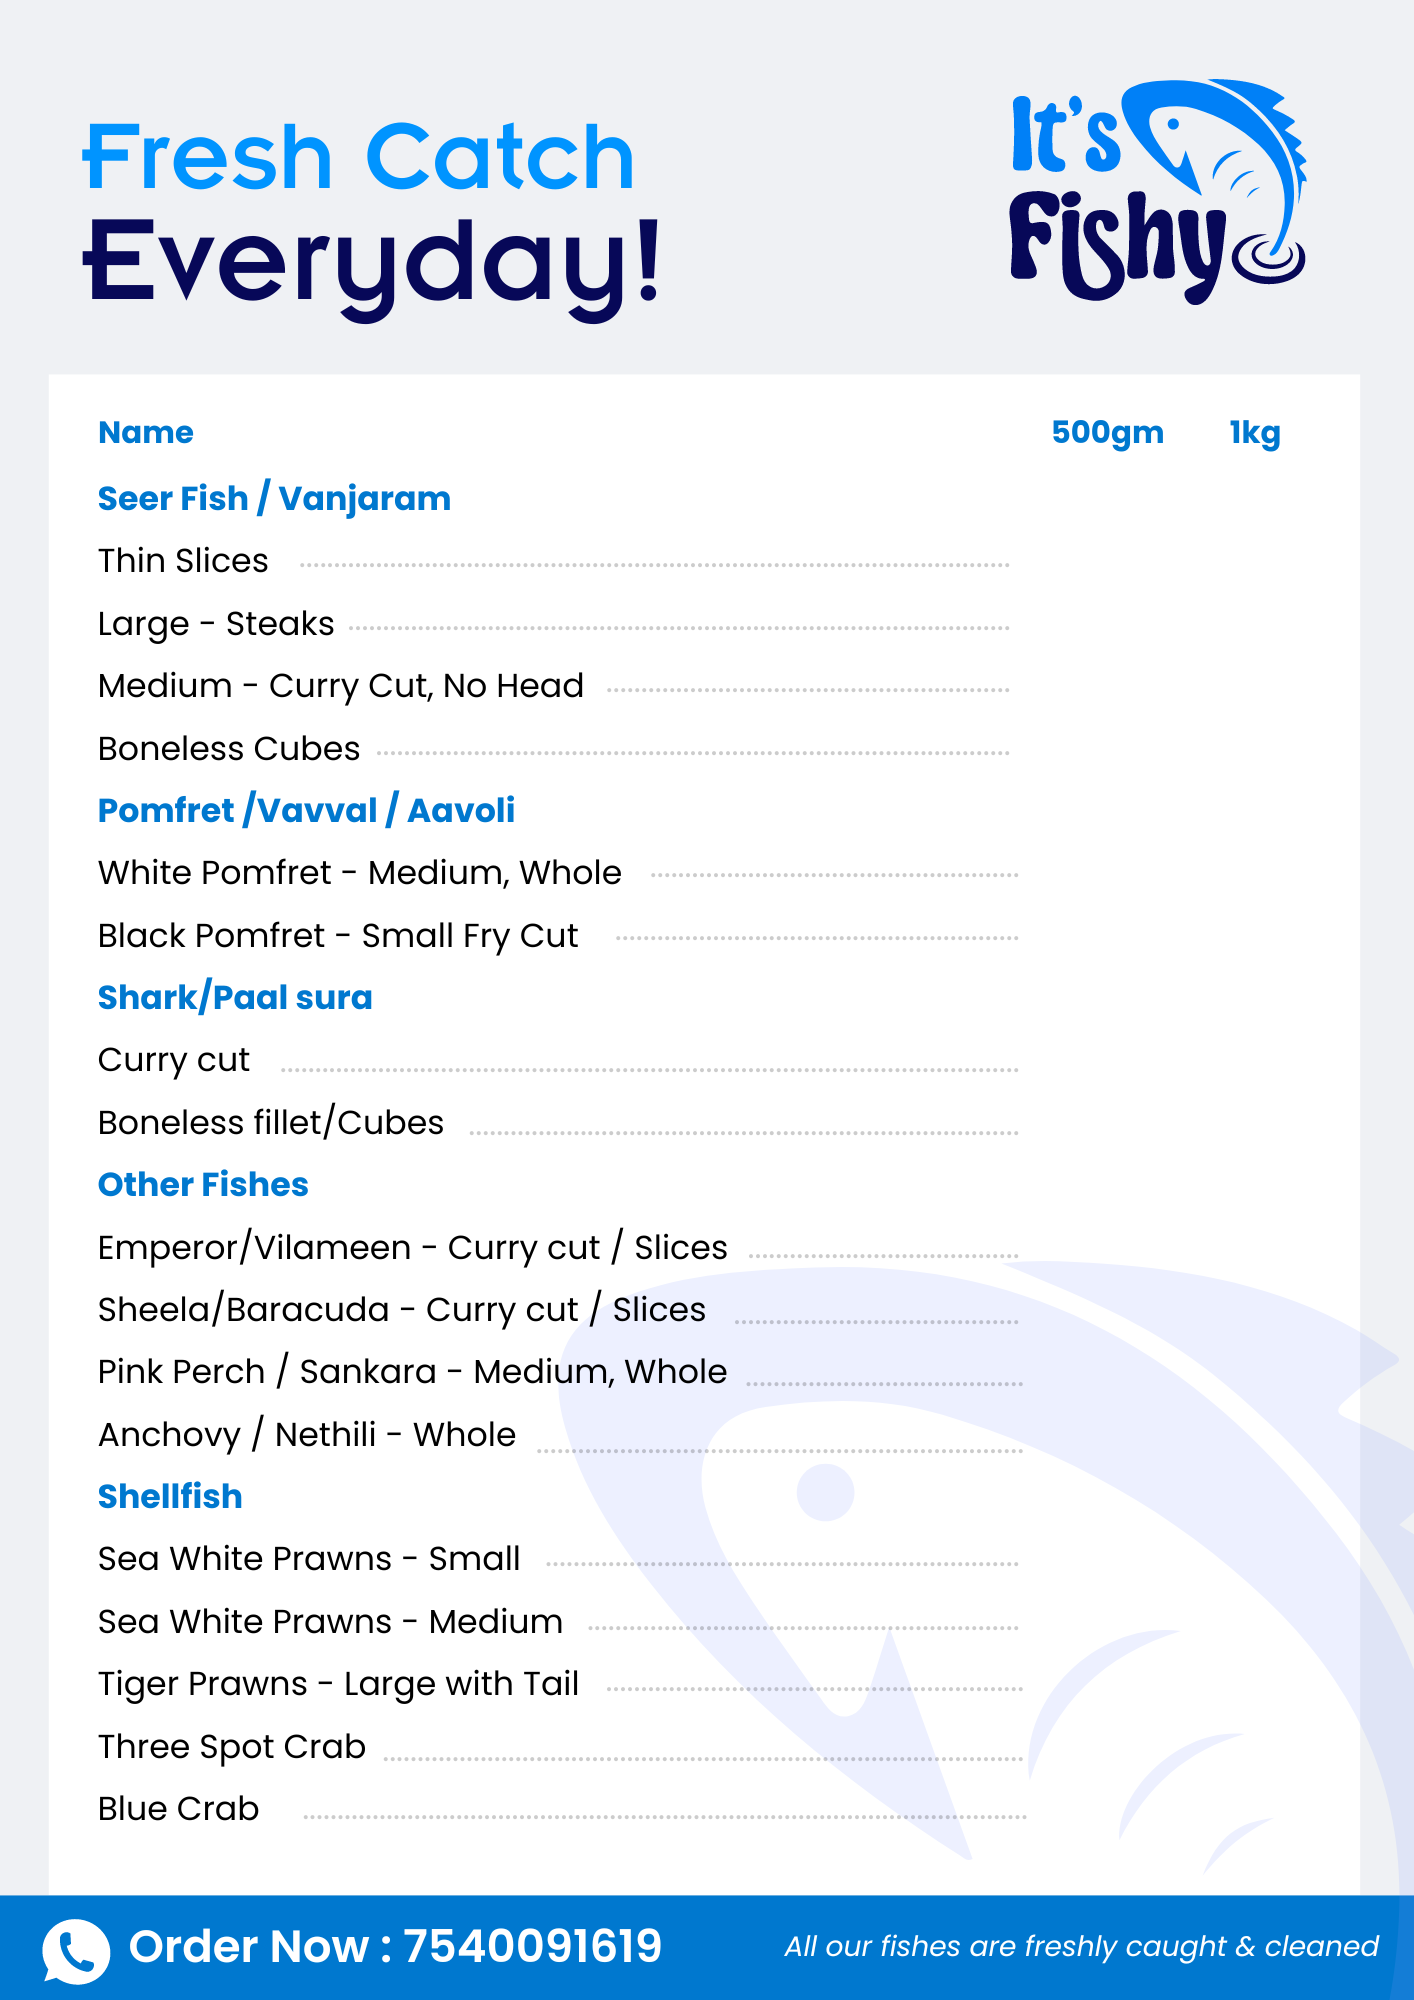 Fresh Catch
Everyday!
It's
Fishy
Name 500gm 1kg
Seer Fish / Vanjaram
Thin Slices
Large - Steaks
Medium - Curry Cut, No Head
Boneless Cubes
Pomfret /Vavval / Aavoli
White Pomfret - Medium, Whole
Black Pomfret - Small Fry Cut
Shark/Paal sura
Curry cut
Boneless fillet/Cubes
Other Fishes
Emperor/Vilameen - Curry cut / Slices
Sheela/Baracuda - Curry cut / Slices
Pink Perch / Sankara - Medium, Whole
Anchovy / Nethili - Whole
Shellfish
Sea White Prawns - Small
Sea White Prawns - Medium
Tiger Prawns - Large with Tail
Three Spot Crab
Blue Crab
Order Now : 7540091619
All our fishes are freshly caught & cleaned